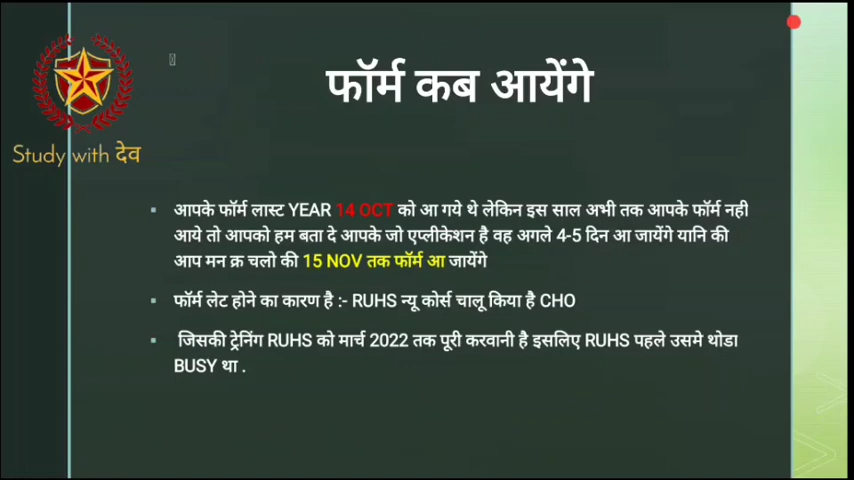 फॉर्म कब आयेंगे
Study with देव
आपके फॉर्म लास्ट YEAR 14 OCT को आ गये थे लेकिन इस साल अभी तक आपके फॉर्म नही
आये तो आपको हम बता दे आपके जो एप्लीकेशन है वह अगले 4-5 दिन आ जायेंगे यानि की
आप मन क्र चलो की 15 NOV तक फॉर्म आ जायेंगे
फॉर्म लेट होने का कारण है :- RUHS न्यू कोर्स चालू किया है CHO
जिसकी ट्रेनिंग RUHS को मार्च 2022 तक पूरी करवानी है इसलिए RUHS पहले उसमे थोडा
BUSY था .